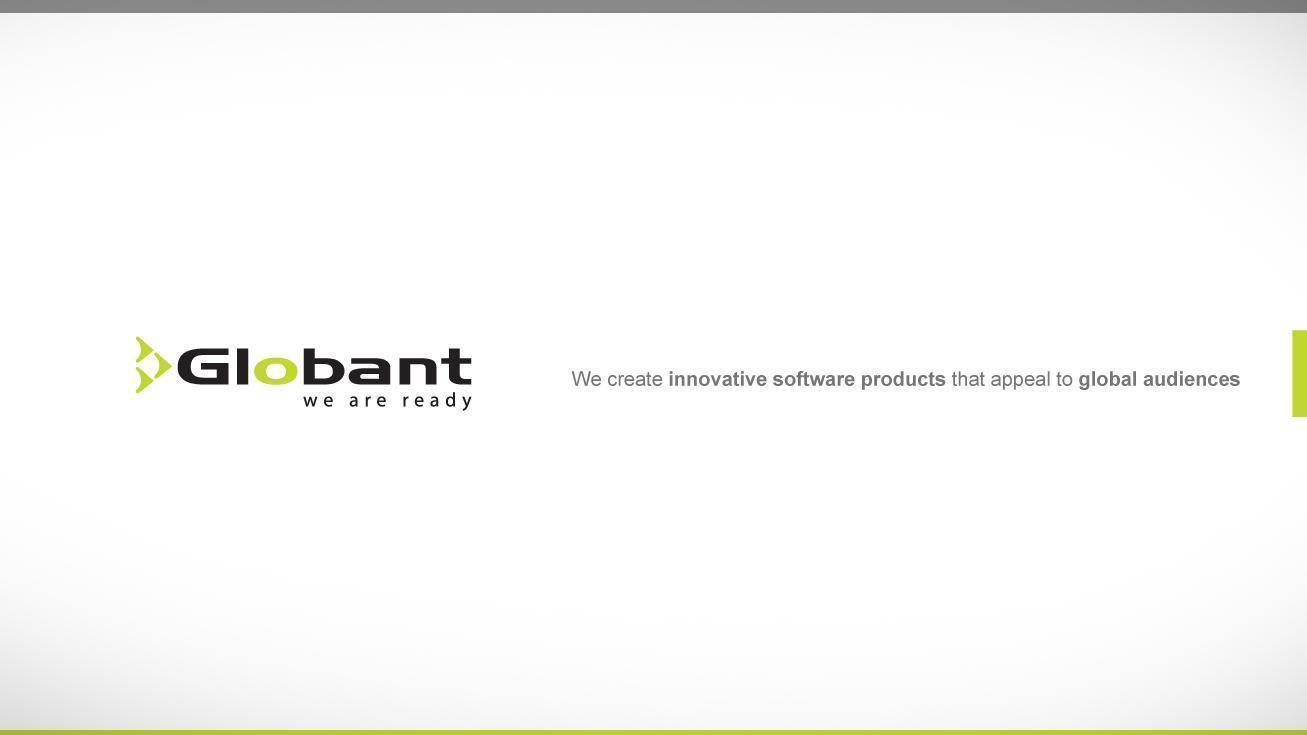 Globant
we are ready
We create innovative software products that appeal to global audiences